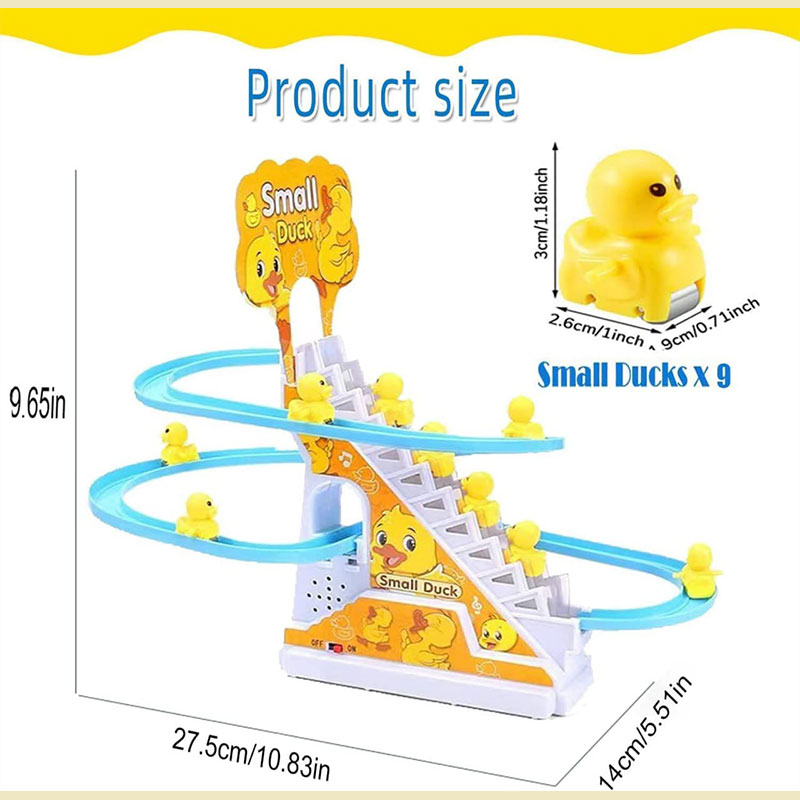 Product size
Small
Duck
3cm/1.18inch
2.6cm/1inch
9cm/0.71inch
Small Ducks x 9
9.65in
Small Duck
OFF ON
27.5cm/10.83in
14cm/5.51in